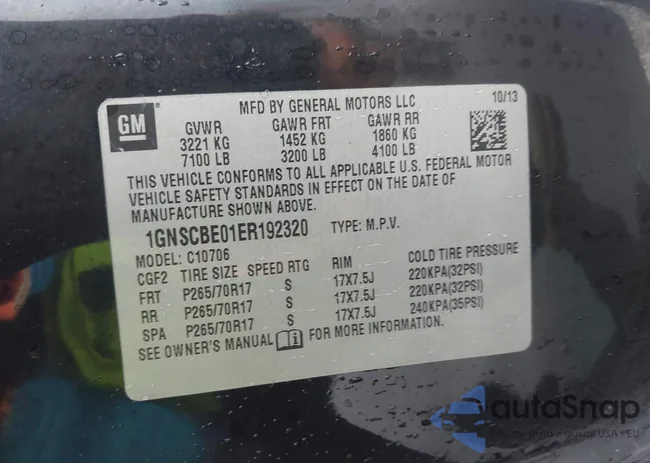 GM
MFD BY GENERAL MOTORS LLC
10/13
GVWR GAWR FRT GAWR RR
3221 KG 1452 KG 1860 KG
7100 LB 3200 LB 4100 LB
THIS VEHICLE CONFORMS TO ALL APPLICABLE U.S. FEDERAL MOTOR
VEHICLE SAFETY STANDARDS IN EFFECT ON THE DATE OF
MANUFACTURE SHOWN ABOVE.
1GNSCBE01ER192320 TYPE: M.P.V.
MODEL: C10706
CGF2 TIRE SIZE SPEED RTG RIM COLD TIRE PRESSURE
FRT P265/70R17 S 17X7.5J 220KPA(32PSI)
RR P265/70R17 S 17X7.5J 220KPA(32PSI)
SPA P265/70R17 S 17X7.5J 240KPA(35PSI)
SEE OWNER'S MANUAL FOR MORE INFORMATION.
autoSnap
USA i EU